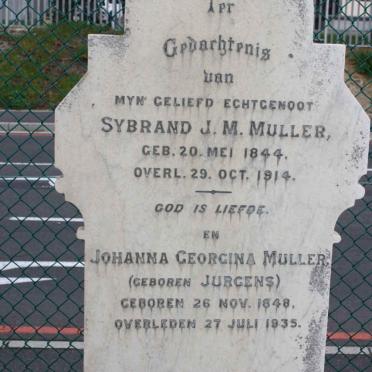 Ter
Gedachtenis
van
MYN GELIEFD ECHTGENOOT
SYBRAND J. M. MULLER,
GEB. 20. MEI 1844.
OVERL. 29. OCT. 1914.
GOD IS LIEFDE.
EN
JOHANNA GEORGINA MULLER
(GEBOREN JURGENS)
GEBOREN 26 NOV. 1848,
OVERLEDEN 27 JULI 1935.